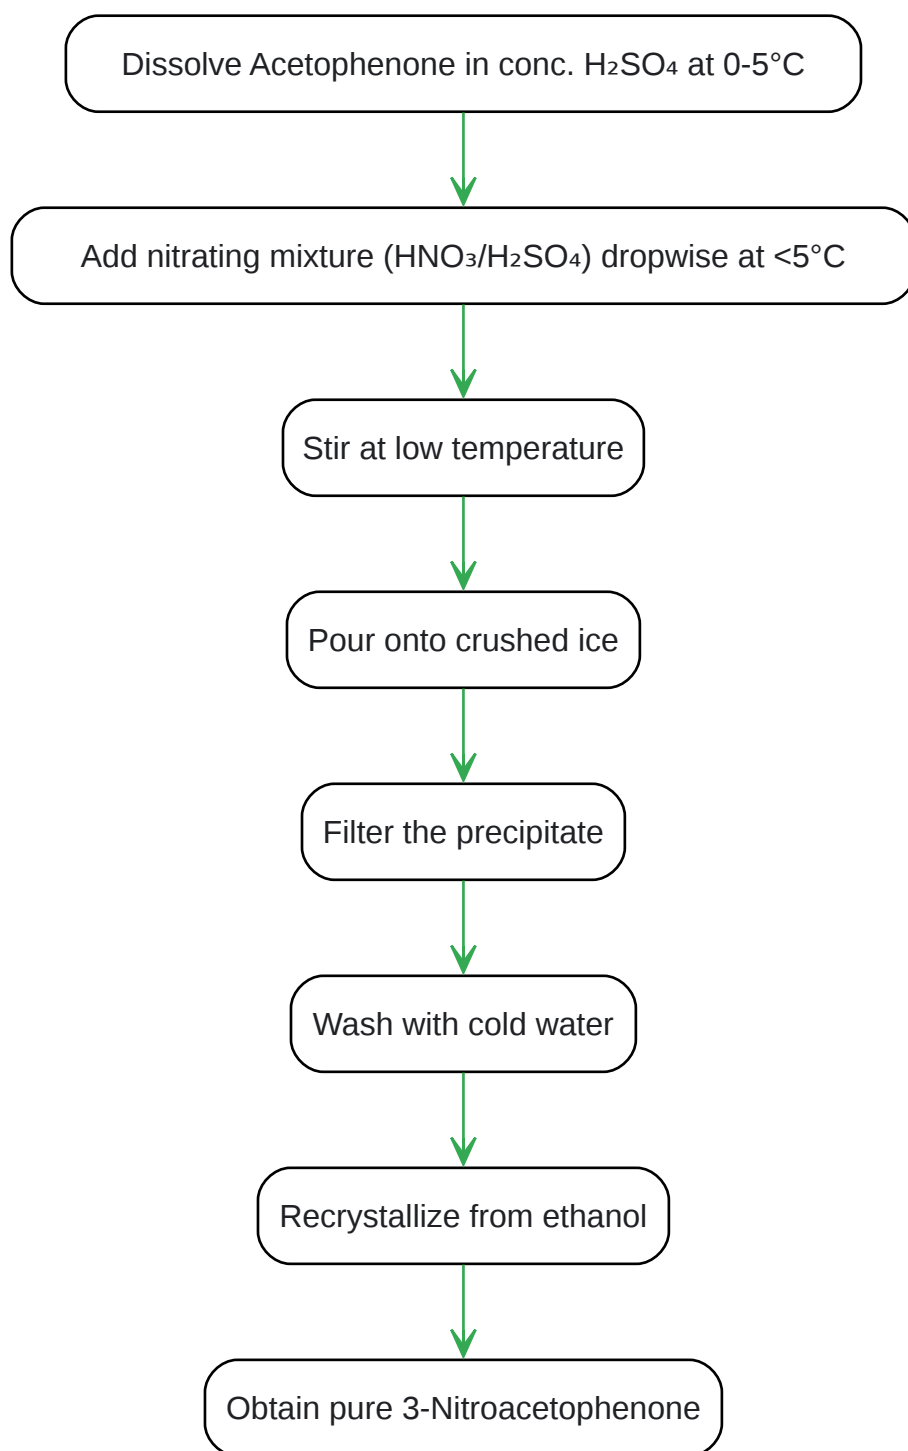 Dissolve Acetophenone in conc. H₂SO₄ at 0-5°C
Add nitrating mixture (HNO₃/H₂SO₄) dropwise at <5°C
Stir at low temperature
Pour onto crushed ice
Filter the precipitate
Wash with cold water
Recrystallize from ethanol
Obtain pure 3-Nitroacetophenone